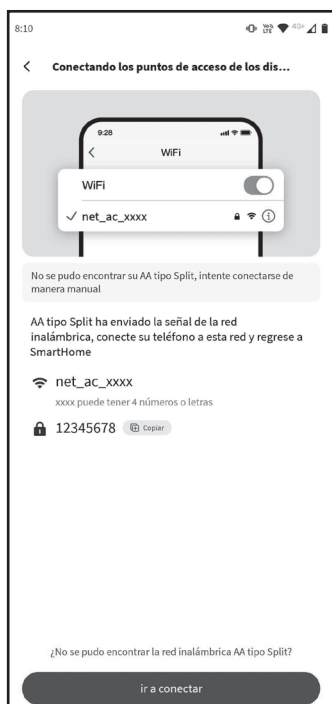 8:10
Vo)) LTE 4G+
Conectando los puntos de acceso de los dis...
9:28
WiFi
WiFi
net_ac_xxxx
No se pudo encontrar su AA tipo Split, intente conectarse de
manera manual
AA tipo Split ha enviado la señal de la red
inalámbrica, conecte su teléfono a esta red y regrese a
SmartHome
net_ac_xxxx
xxxx puede tener 4 números o letras
12345678 Copiar
¿No se pudo encontrar la red inalámbrica AA tipo Split?
ir a conectar